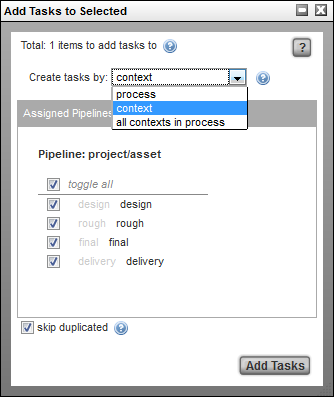 Add Tasks to Selected
Total: 1 items to add tasks to ? ?
Create tasks by: context ?
process
context
all contexts in process
Assigned Pipelines
Pipeline: project/asset
toggle all
design design
rough rough
final final
delivery delivery
skip duplicated ?
Add Tasks